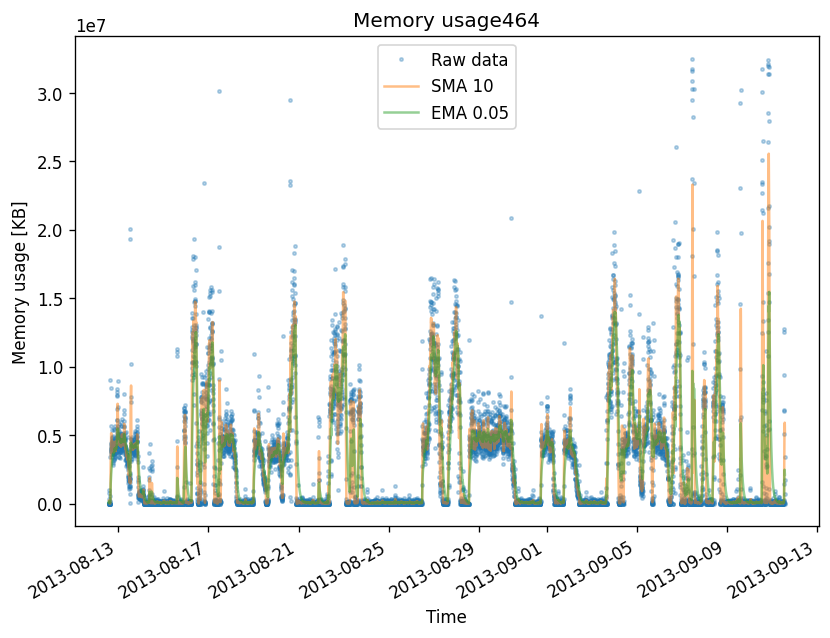 Memory usage464
1e7
Raw data
SMA 10
EMA 0.05
3.0
2.5
2.0
1.5
1.0
0.5
0.0
Memory usage [KB]
2013-08-13
2013-08-17
2013-08-21
2013-08-25
2013-08-29
2013-09-01
2013-09-05
2013-09-09
2013-09-13
Time